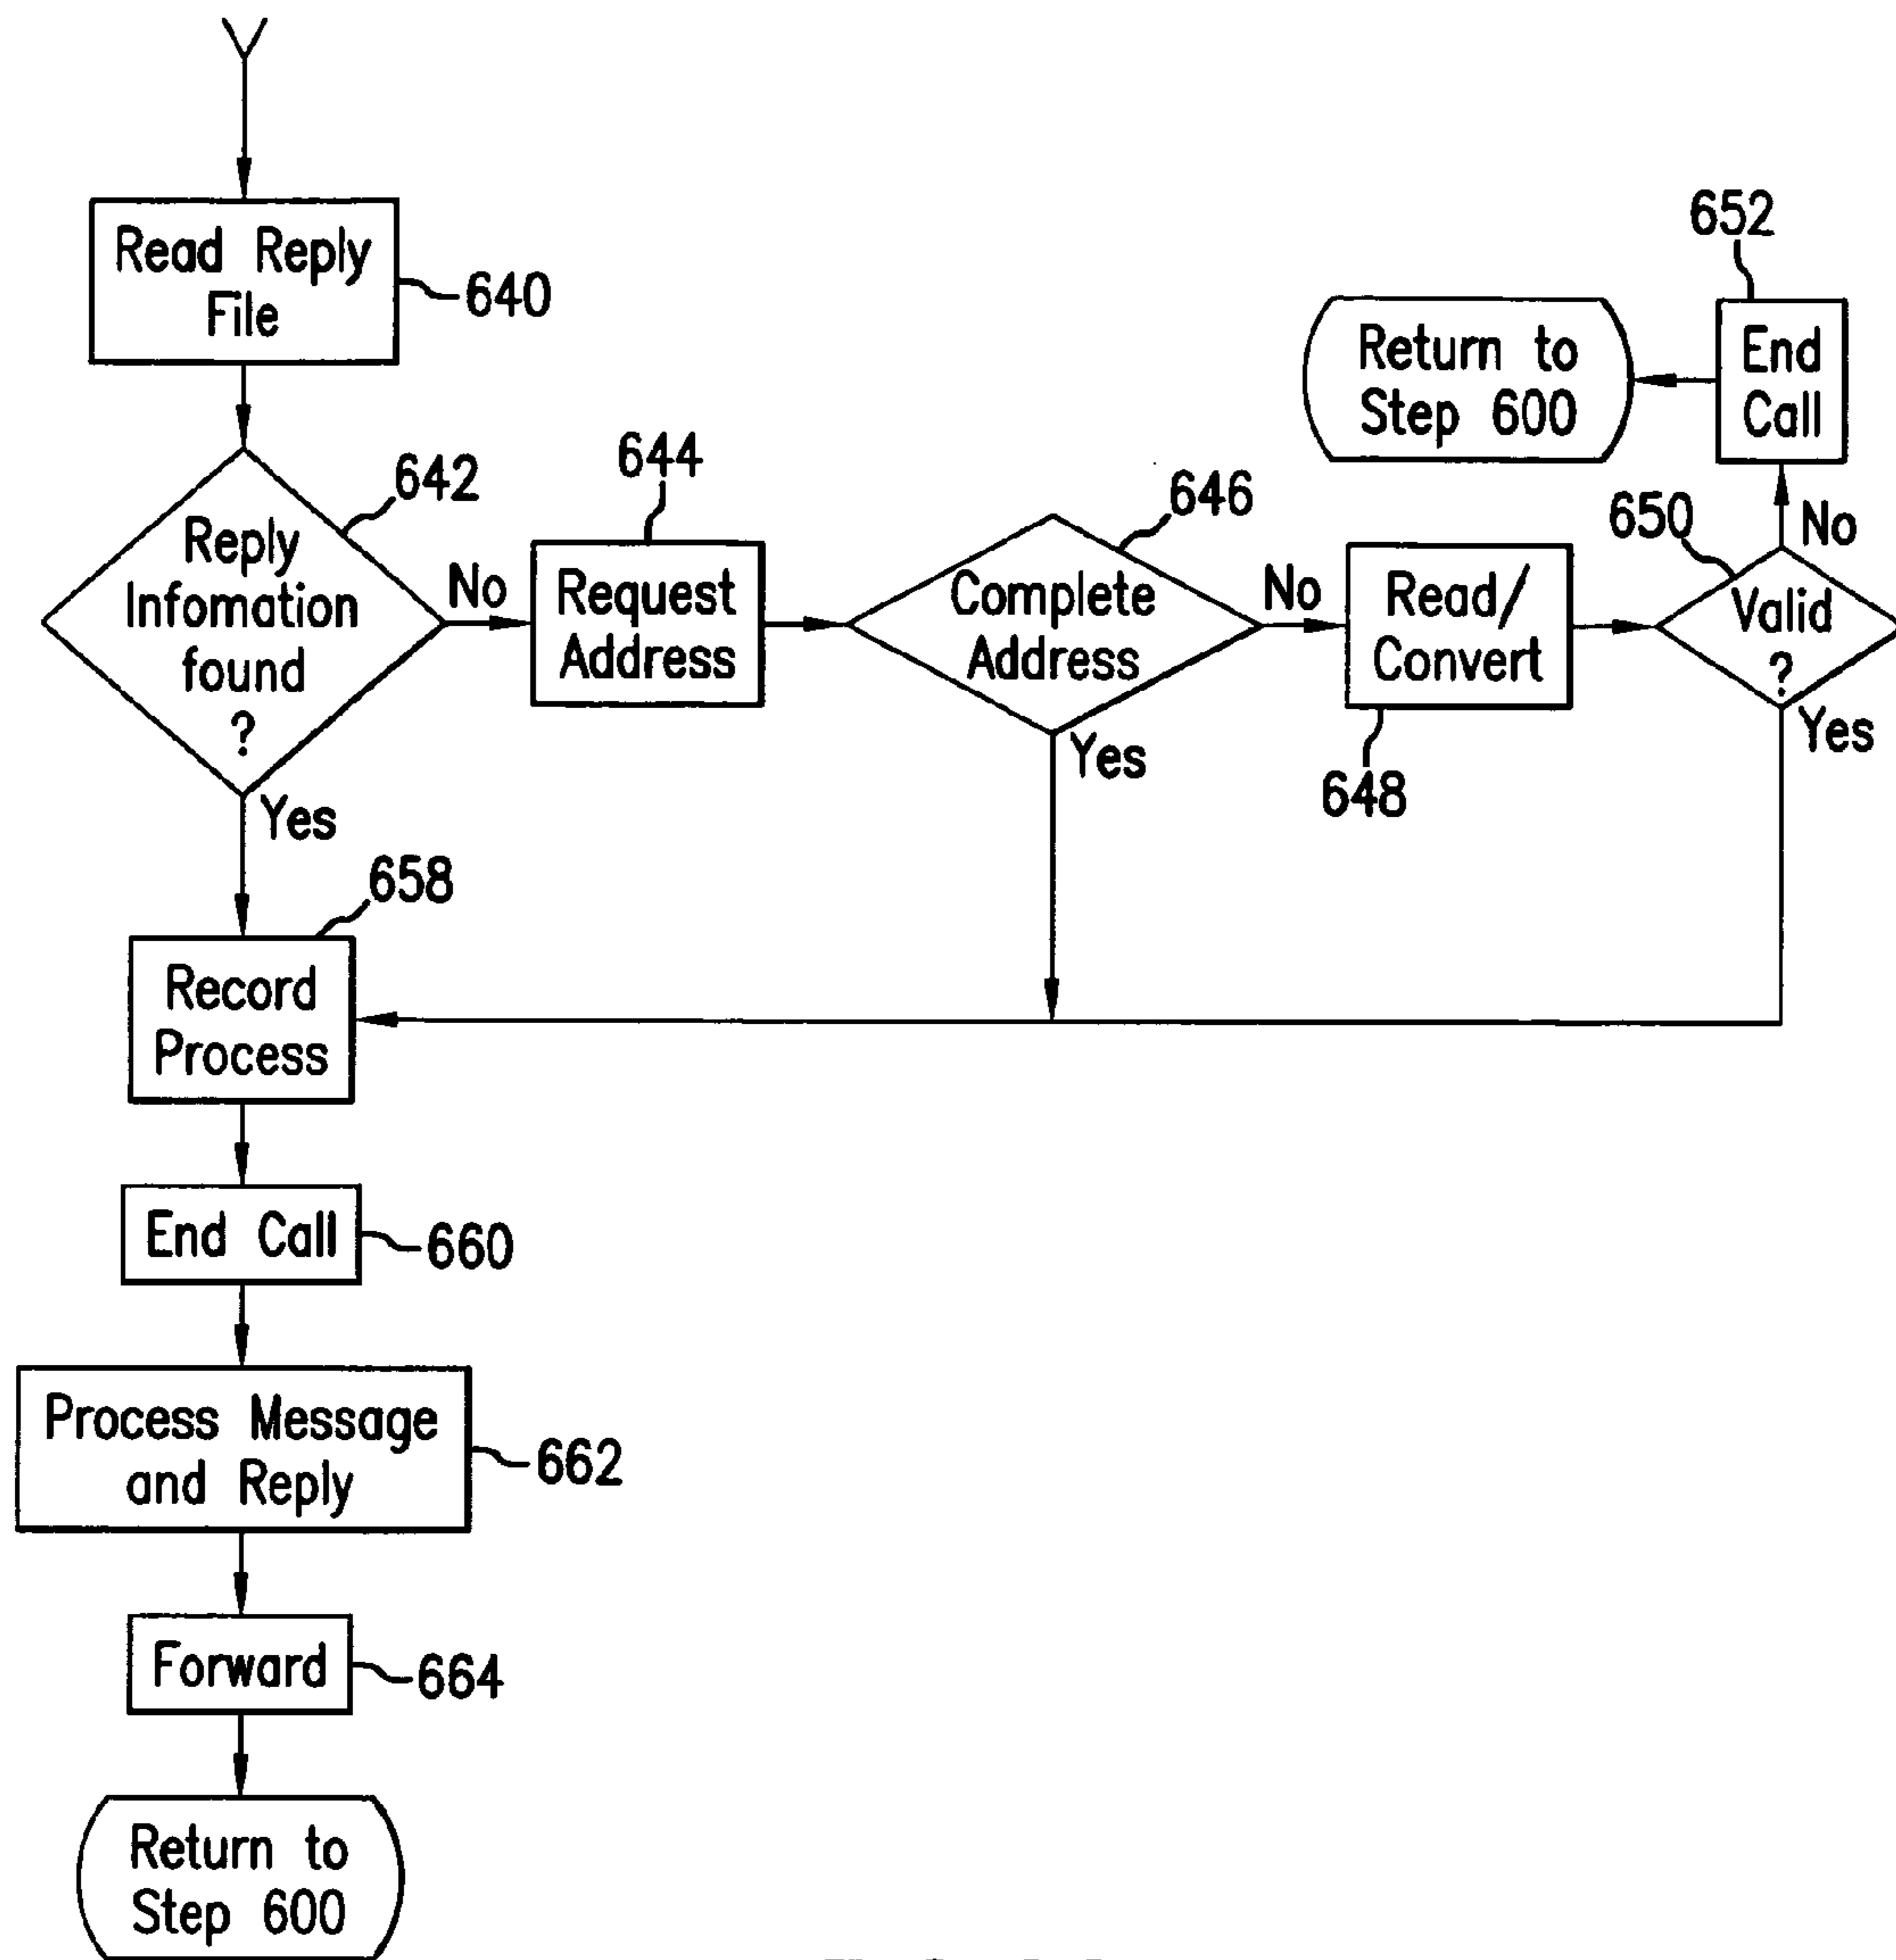 Read Reply
File
640
Reply
Infomation
found
?
642
No
Yes
644
Request
Address
646
Complete
Address
No
Yes
Read/
Convert
648
650
Valid
?
No
Yes
652
End
Call
Return to
Step 600
658
Record
Process
End Call
660
Process Message
and Reply
662
Forward
664
Return to
Step 600